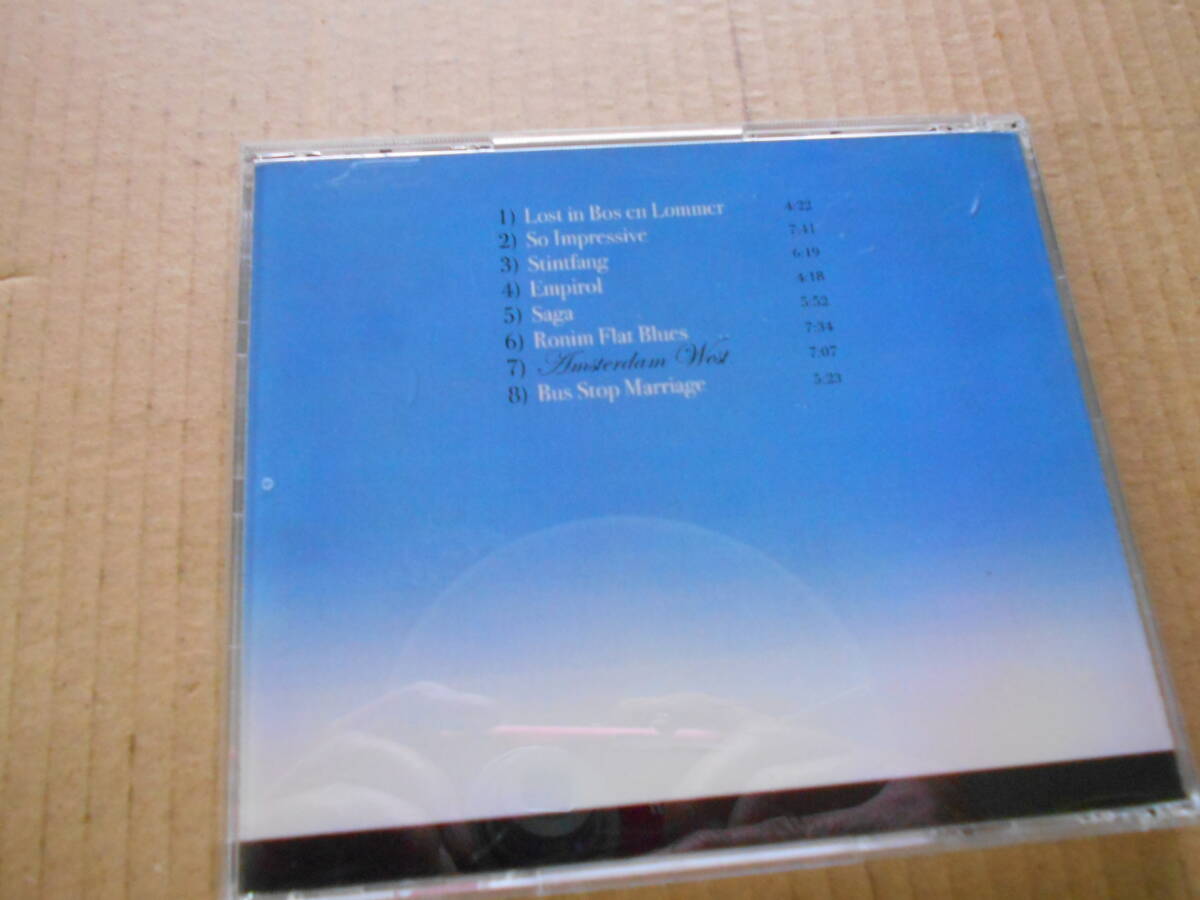 1) Lost in Bos en Lommer 4:22
2) So Impressive 7:41
3) Stintfang 6:19
4) Empirol 4:18
5) Saga 5:52
6) Ronim Flat Blues 7:34
7) Amsterdam West 7:07
8) Bus Stop Marriage 5:23